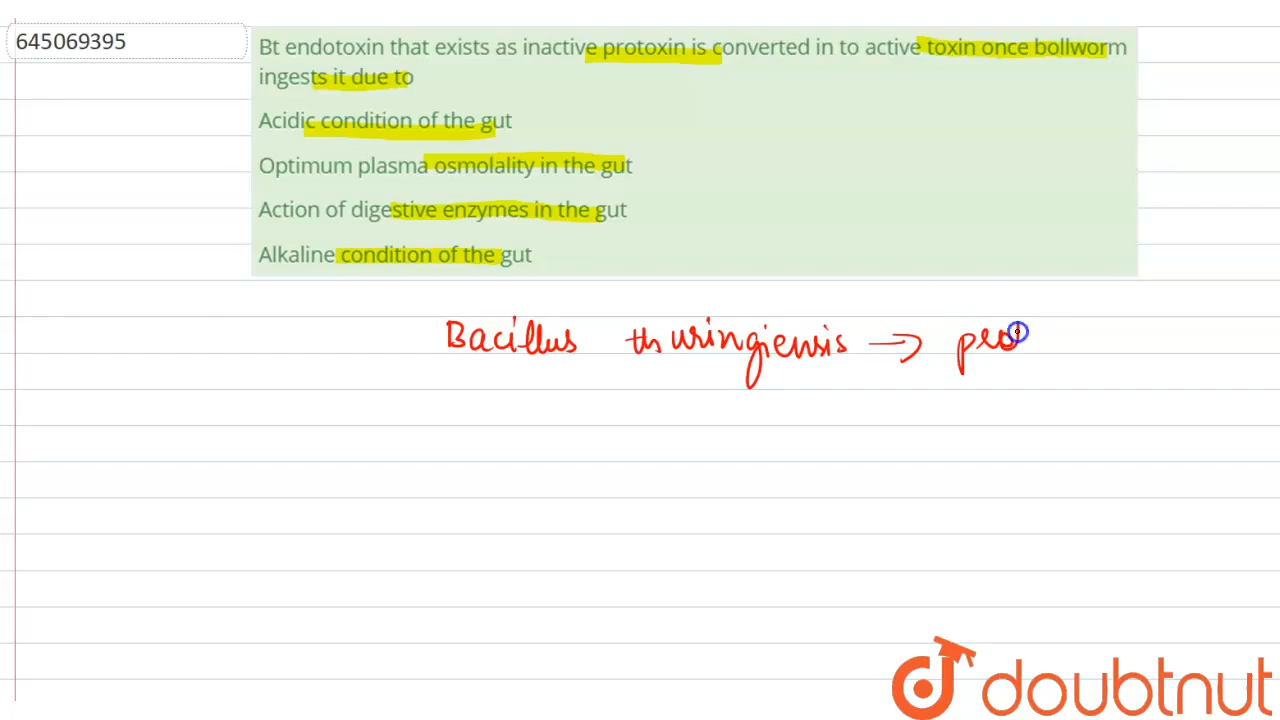 645069395
Bt endotoxin that exists as inactive protoxin is converted in to active toxin once bollworm
ingests it due to
Acidic condition of the gut
Optimum plasma osmolality in the gut
Action of digestive enzymes in the gut
Alkaline condition of the gut
Bacillus thuringiensis → pro
doubtnut